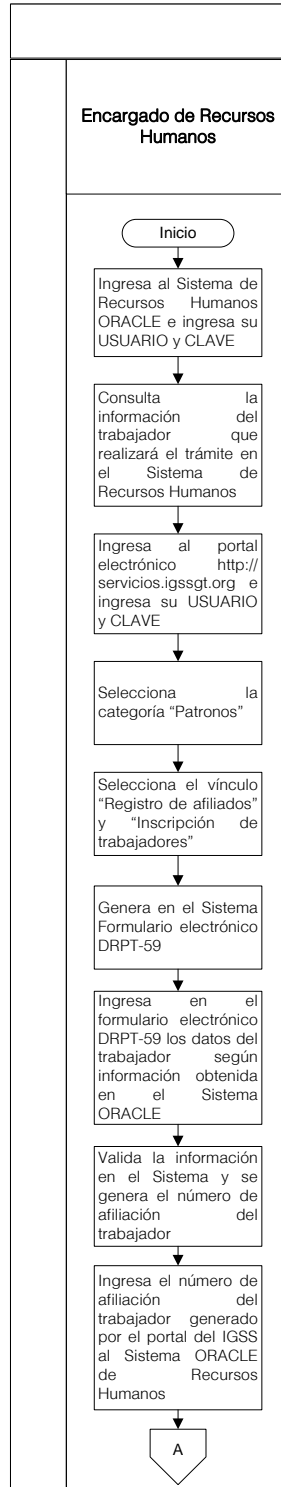 Encargado de Recursos
Humanos
Inicio
Ingresa al Sistema de
Recursos Humanos
ORACLE e ingresa su
USUARIO y CLAVE
Consulta la
información del
trabajador que
realizará el trámite en
el Sistema de
Recursos Humanos
Ingresa al portal
electrónico http://
servicios.igssgt.org e
ingresa su USUARIO
y CLAVE
Selecciona la
categoría “Patronos”
Selecciona el vínculo
“Registro de afiliados”
y “Inscripción de
trabajadores”
Genera en el Sistema
Formulario electrónico
DRPT-59
Ingresa en el
formulario electrónico
DRPT-59 los datos del
trabajador según
información obtenida
en el Sistema
ORACLE
Valida la información
en el Sistema y se
genera el número de
afiliación del
trabajador
Ingresa el número de
afiliación del
trabajador generado
por el portal del IGSS
al Sistema ORACLE
de Recursos
Humanos
A